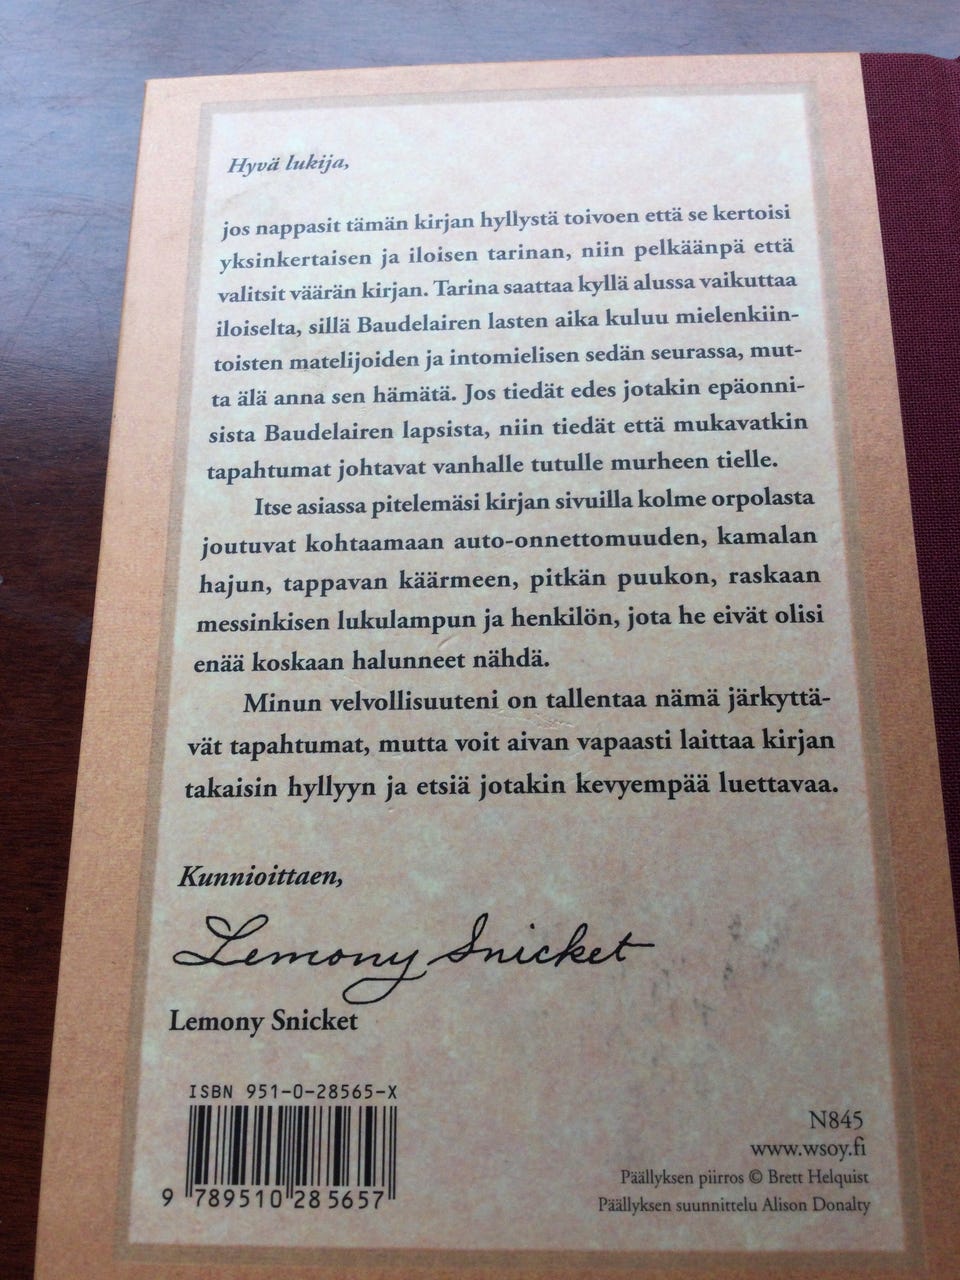 Hyvä lukija,
jos nappasit tämän kirjan hyllystä toivoen että se kertoisi
yksinkertaisen ja iloisen tarinan, niin pelkäänpä että
valitsit väärän kirjan. Tarina saattaa kyllä alussa vaikuttaa
iloiselta, sillä Baudelairen lasten aika kuluu mielenkiin-
toisten matelijoiden ja intomielisen sedän seurassa, mut-
ta älä anna sen hämätä. Jos tiedät edes jotakin epäonni-
sista Baudelairen lapsista, niin tiedät että mukavatkin
tapahtumat johtavat vanhalle tutulle murheen tielle.
Itse asiassa pitelemäsi kirjan sivuilla kolme orpolasta
joutuvat kohtaamaan auto-onnettomuuden, kamalan
hajun, tappavan käärmeen, pitkän puukon, raskaan
messinkisen lukulampun ja henkilön, jota he eivät olisi
enää koskaan halunneet nähdä.
Minun velvollisuuteni on tallentaa nämä järkyttä-
vät tapahtumat, mutta voit aivan vapaasti laittaa kirjan
takaisin hyllyyn ja etsiä jotakin kevyempää luettavaa.
Kunnioittaen,
Lemony Snicket
Lemony Snicket
ISBN 951-0-28565-X
9 789510 285657
N845
www.wsoy.fi
Päällyksen piirros © Brett Helquist
Päällyksen suunnittelu Alison Donalty